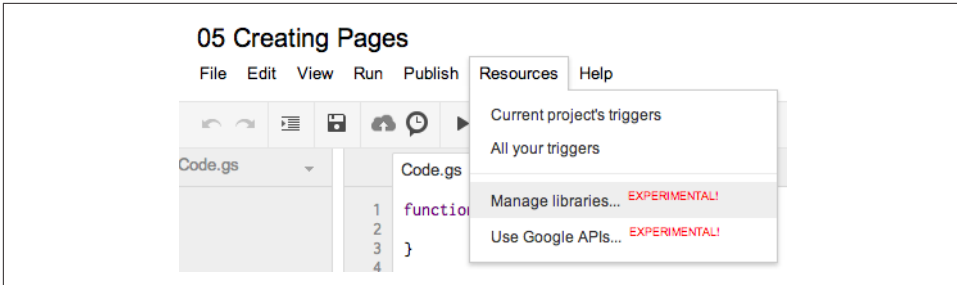 05 Creating Pages
File Edit View Run Publish Resources Help
Current project's triggers
All your triggers
Code.gs
Code.gs
Manage libraries... EXPERIMENTAL!
Use Google APIs... EXPERIMENTAL!
1 function
2
3 }
4